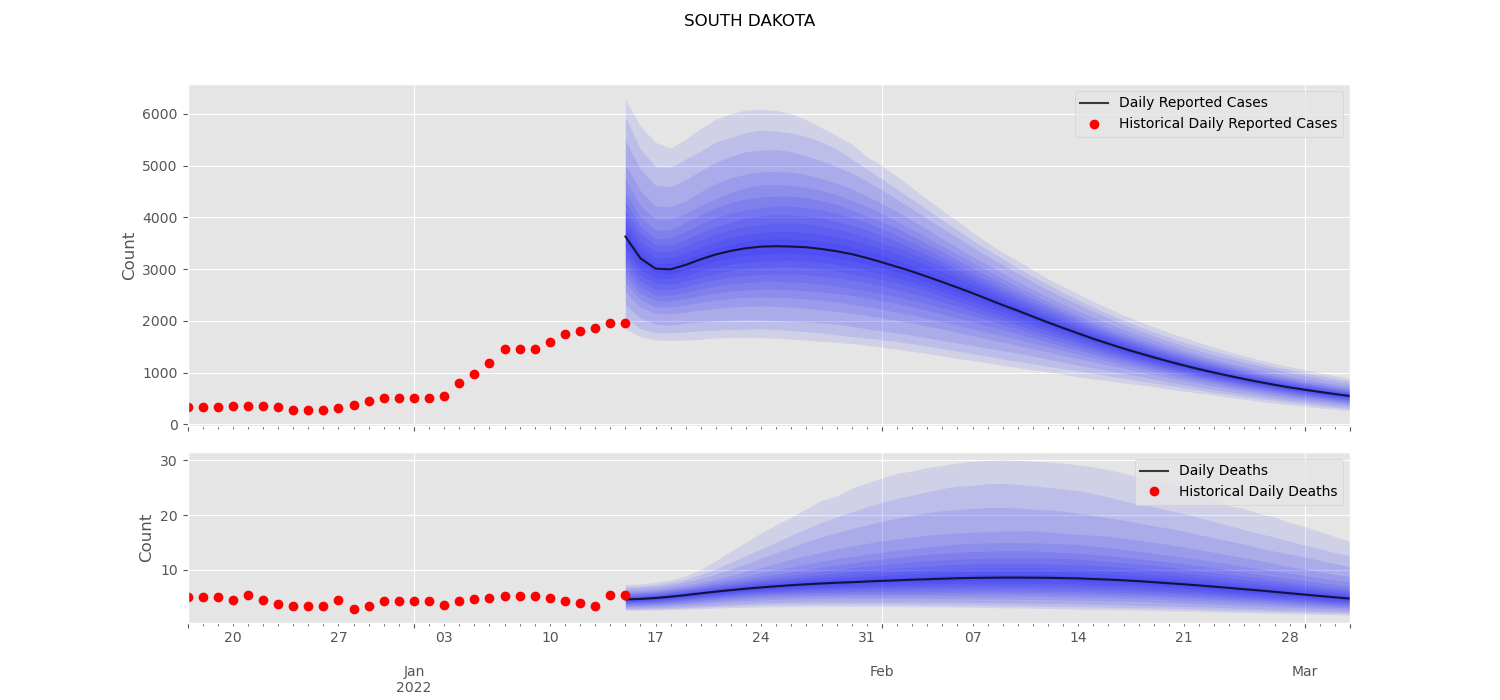 SOUTH DAKOTA
6000
5000
4000
3000
2000
1000
0
Count
Daily Reported Cases
Historical Daily Reported Cases
30
20
10
Count
Daily Deaths
Historical Daily Deaths
20 27 03 10 17 24 31 07 14 21 28
Jan Feb Mar
2022